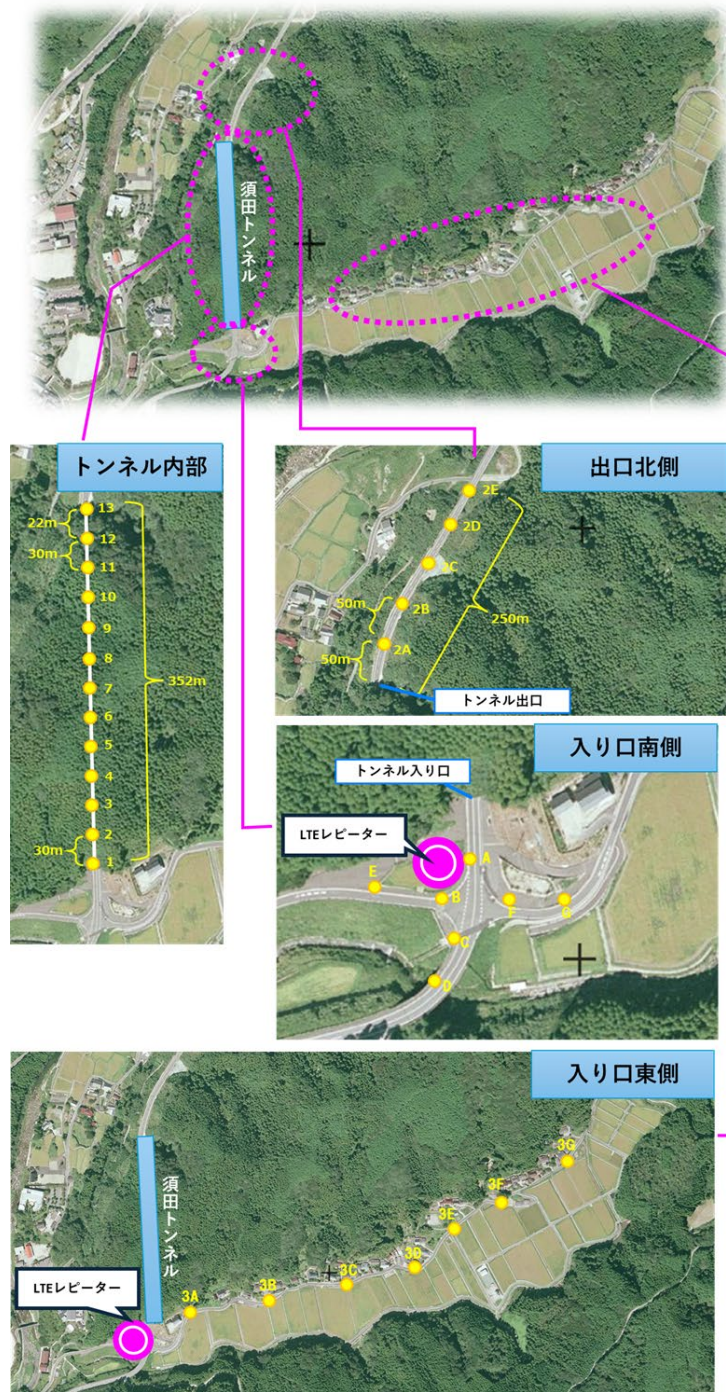 須田トンネル
トンネル内部
13
22m
12
30m
11
10
9
8
7
352m
6
5
4
3
30m
2
1
出口北側
2E
2D
2C
50m
2B
250m
50m
2A
トンネル出口
入り口南側
トンネル入り口
LTEレピーター
A
E
B
F
G
C
D
入り口東側
須田トンネル
LTEレピーター
3A
3B
3C
3D
3E
3F
3G